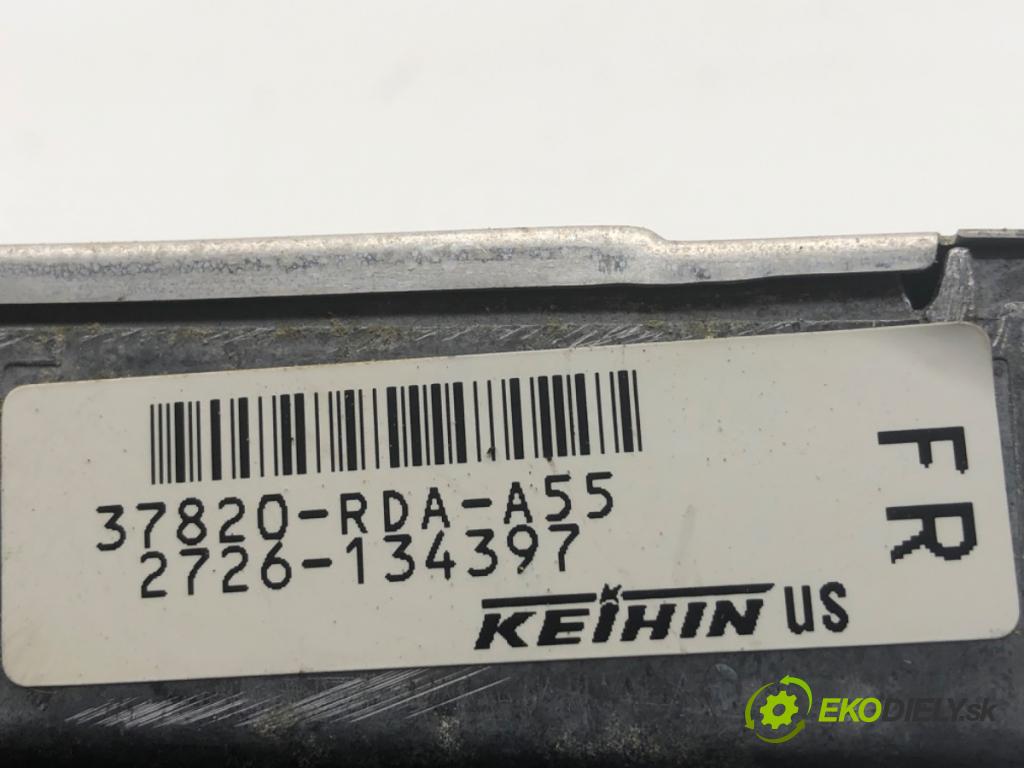 37820-RDA-A55
2726-134397
KEIHIN US
FR
EKODIELY.sk